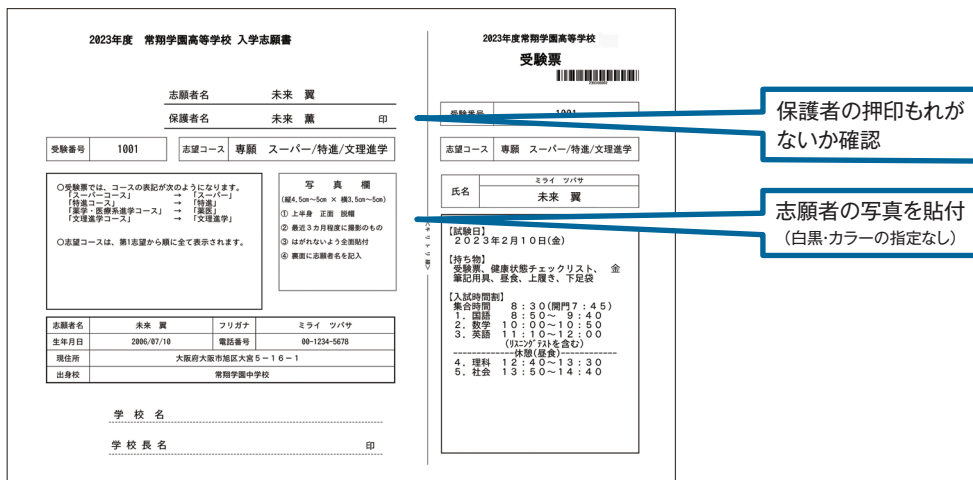 2023年度 常翔学園高等学校 入学志願書
志願者名 未来 翼
保護者名 未来 薫 印
受験番号 1001 志望コース 専願 スーパー/特進/文理進学
○受験票では、コースの表記が次のようになります。
「スーパーコース」 → 「スーパー」
「特進コース」 → 「特進」
「薬学・医療系進学コース」 → 「薬医」
「文理進学コース」 → 「文理進学」
○志望コースは、第1志望から順に全て表示されます。
写 真 欄
(縦4.5cm~5cm × 横3.5cm~5cm)
① 上半身 正面 脱帽
② 最近3カ月程度に撮影のもの
③ はがれないよう全面貼付
④ 裏面に志願者名を記入
志願者名 未来 翼 フリガナ ミライ ツバサ
生年月日 2006/07/10 電話番号 00-1234-5678
現住所 大阪府大阪市旭区大宮5-16-1
出身校 常翔学園中学校
学 校 名
学 校 長 名 印
<キリトリ線>
2023年度常翔学園高等学校
受験票
受験番号 1001
志望コース 専願 スーパー/特進/文理進学
氏名 ミライ ツバサ
未来 翼
【試験日】
2023年2月10日(金)
【持ち物】
受験票、健康状態チェックリスト、 金
筆記用具、昼食、上履き、下足袋
【入試時間割】
集合時間 8:30(開門7:45)
1.国語 8:50~ 9:40
2.数学 10:00~10:50
3.英語 11:10~12:00
(リスニングテストを含む)
------------休憩(昼食)------------
4.理科 12:40~13:30
5.社会 13:50~14:40
保護者の押印もれが
ないか確認
志願者の写真を貼付
(白黒・カラーの指定なし)